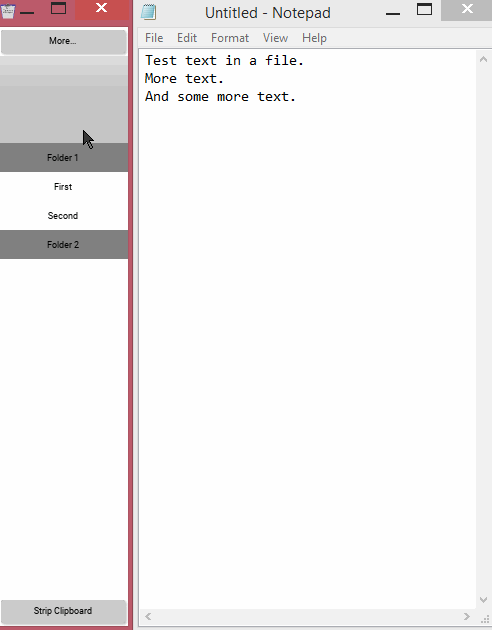 More...
Folder 1
First
Second
Folder 2
Strip Clipboard
Untitled - Notepad
File Edit Format View Help
Test text in a file.
More text.
And some more text.